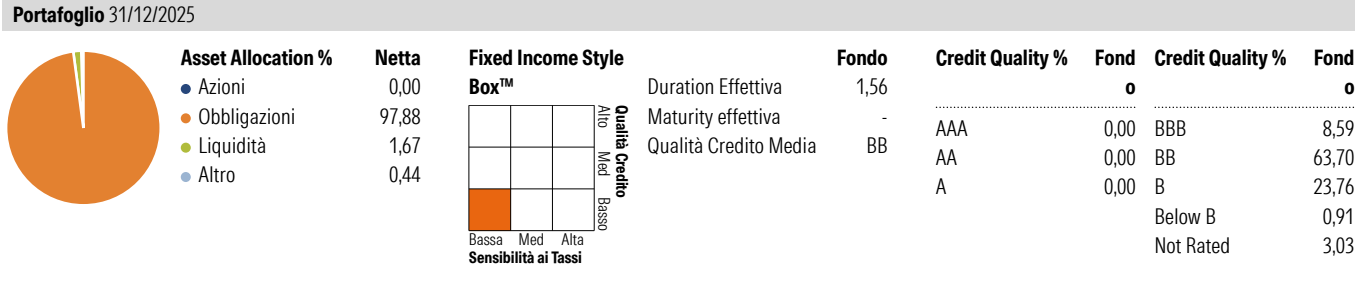 Portafoglio 31/12/2025
Asset Allocation % Netta
Azioni 0,00
Obbligazioni 97,88
Liquidità 1,67
Altro 0,44
Fixed Income Style
Box™
Alto Med Basso
Qualità Credito
Bassa Med Alta
Sensibilità ai Tassi
Fondo
Duration Effettiva 1,56
Maturity effettiva -
Qualità Credito Media BB
Credit Quality % Fond
o
AAA 0,00
AA 0,00
A 0,00
Credit Quality % Fond
o
BBB 8,59
BB 63,70
B 23,76
Below B 0,91
Not Rated 3,03